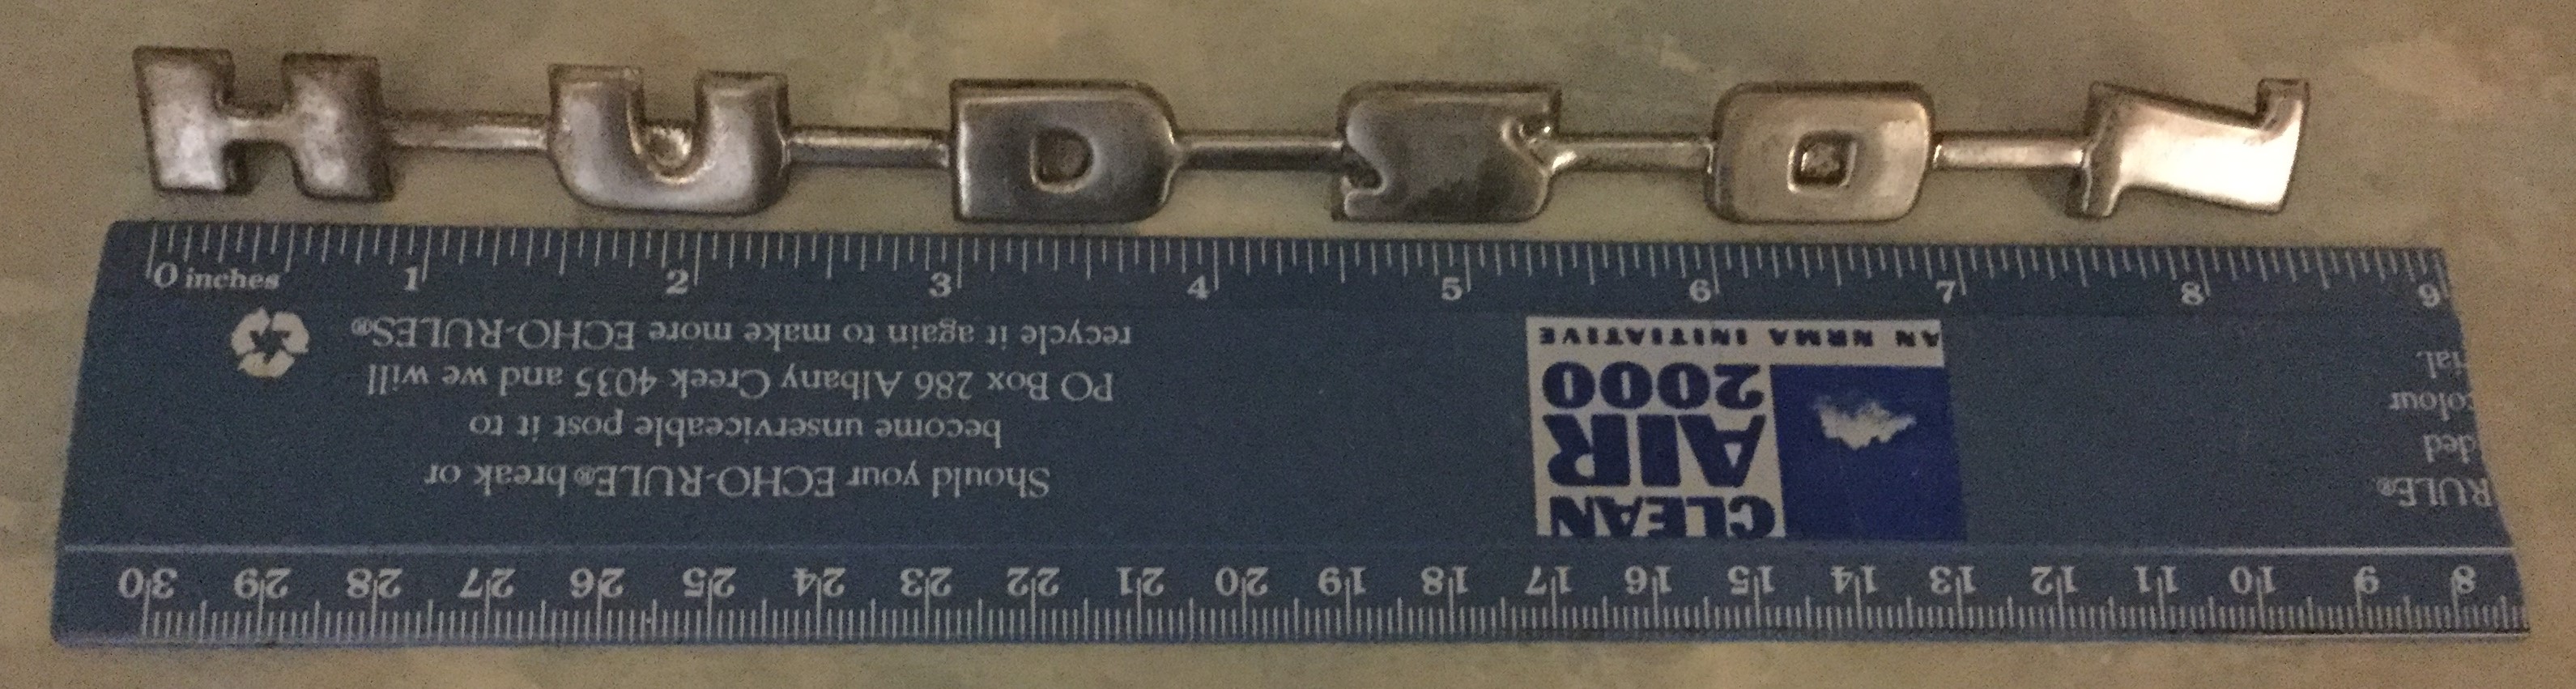 HUDSON
0 inches 1 2 3 4 5 6 7 8 9
Should your ECHO-RULE® break or
become unserviceable post it to
PO Box 286 Albany Creek 4035 and we will
recycle it again to make more ECHO-RULES®
CLEAN
AIR
2000
AN NRMA INITIATIVE
RULE®
ded
colour
8 9 10 11 12 13 14 15 16 17 18 19 20 21 22 23 24 25 26 27 28 29 30